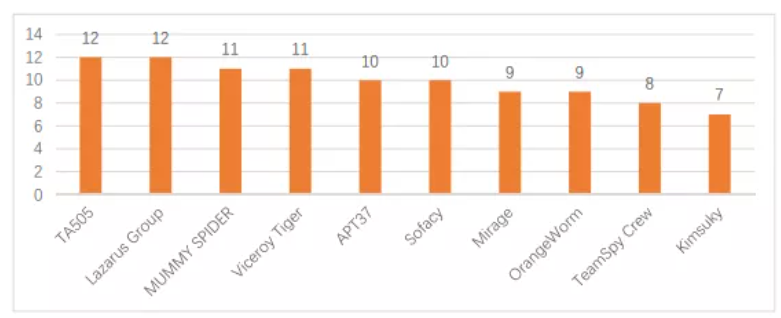 14
12
10
8
6
4
2
0
12
12
11
11
10
10
9
9
8
7
TA505
Lazarus Group
MUMMY SPIDER
Viceroy Tiger
APT37
Sofacy
Mirage
OrangeWorm
TeamSpy Crew
Kimsuky